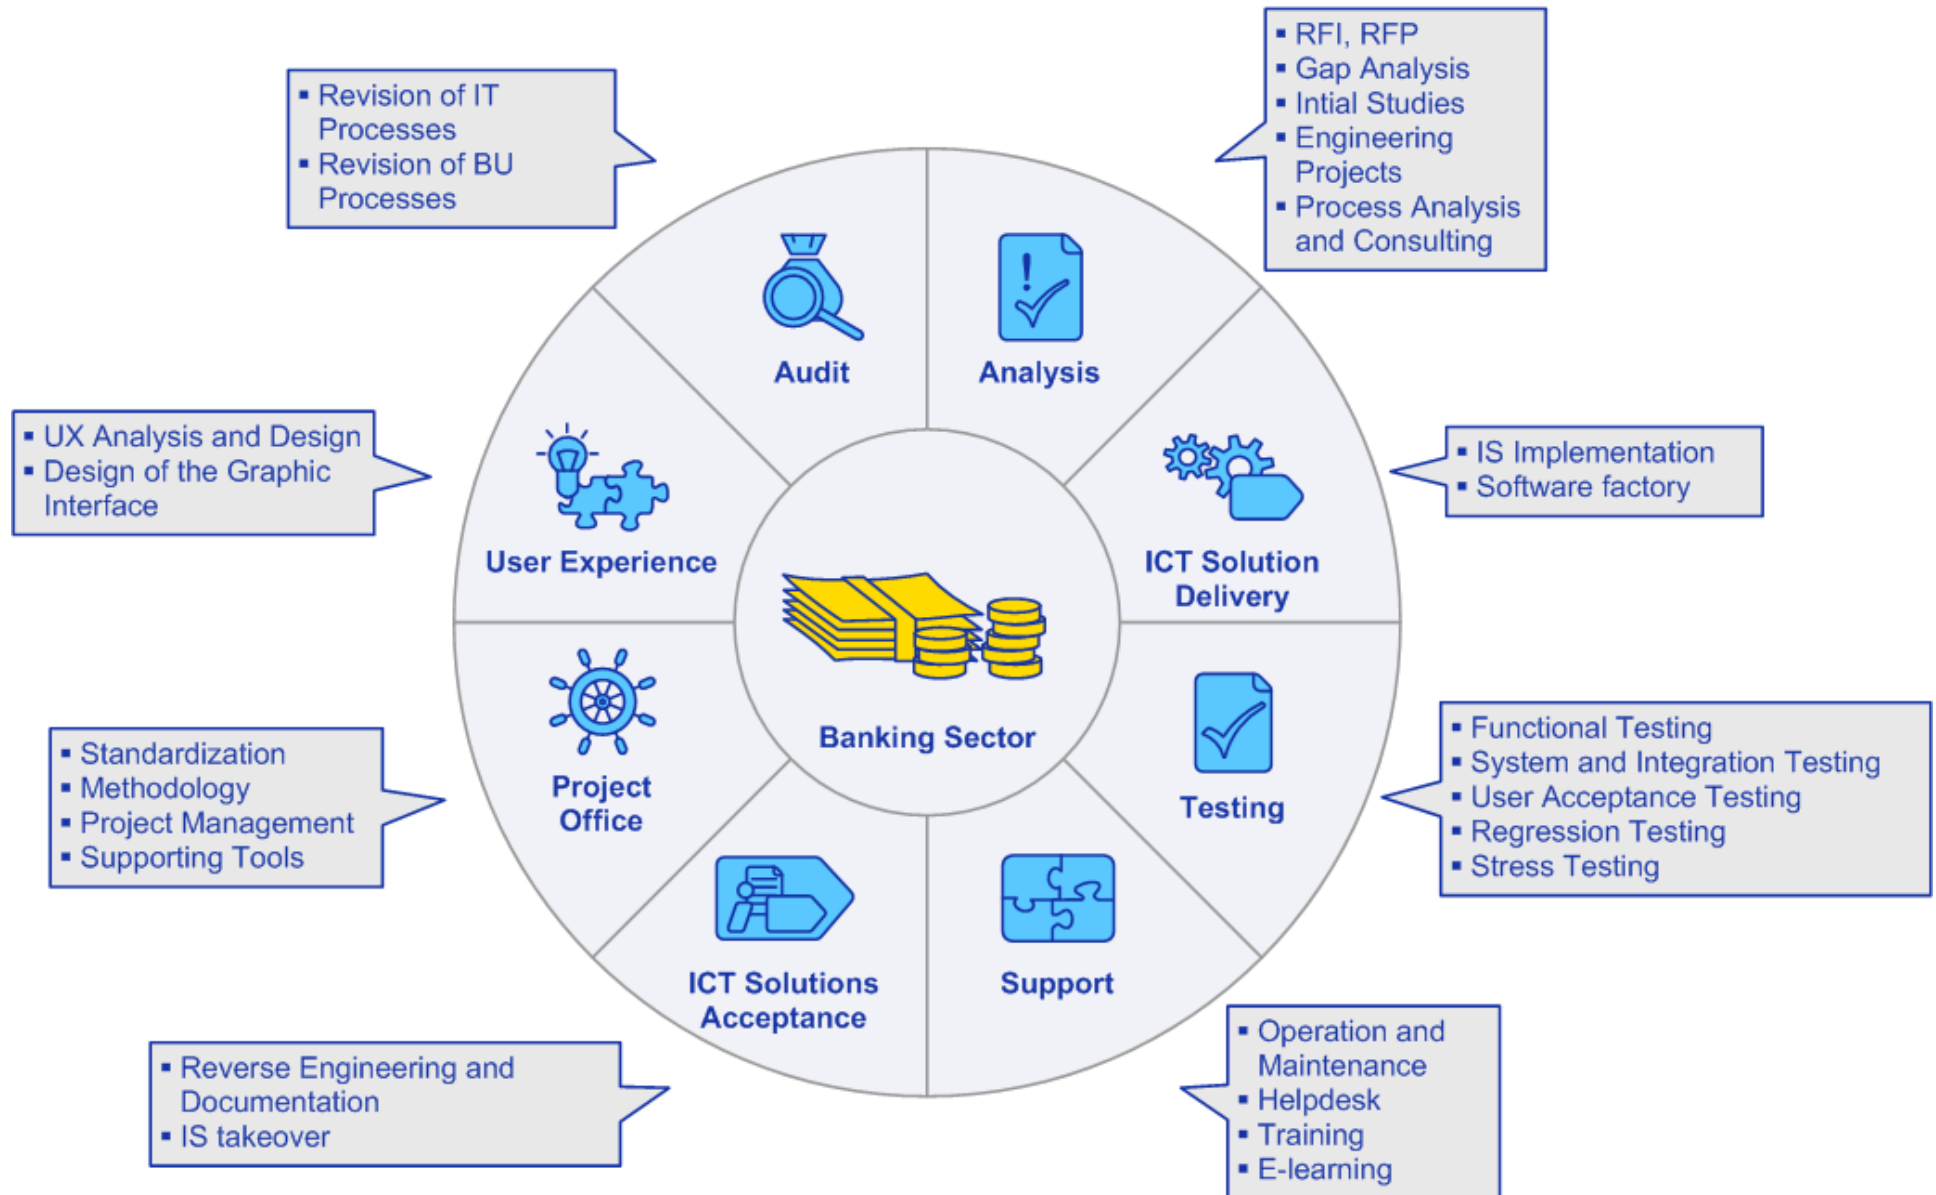 ▪ Revision of IT
Processes
▪ Revision of BU
Processes
▪ RFI, RFP
▪ Gap Analysis
▪ Intial Studies
▪ Engineering
Projects
▪ Process Analysis
and Consulting
Audit
Analysis
▪ UX Analysis and Design
▪ Design of the Graphic
Interface
User Experience
ICT Solution
Delivery
▪ IS Implementation
▪ Software factory
Banking Sector
▪ Standardization
▪ Methodology
▪ Project Management
▪ Supporting Tools
Project
Office
Testing
▪ Functional Testing
▪ System and Integration Testing
▪ User Acceptance Testing
▪ Regression Testing
▪ Stress Testing
ICT Solutions
Acceptance
Support
▪ Reverse Engineering and
Documentation
▪ IS takeover
▪ Operation and
Maintenance
▪ Helpdesk
▪ Training
▪ E-learning